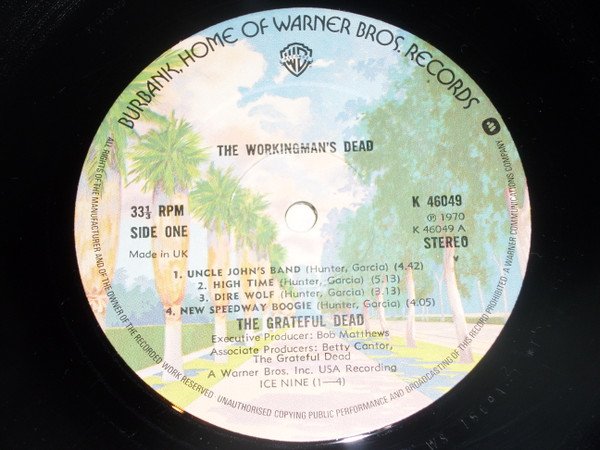 BURBANK, HOME OF WARNER BROS. RECORDS
THE WORKINGMAN'S DEAD
33⅓ RPM
SIDE ONE
Made in UK
K 46049
℗ 1970
K 46049 A
STEREO
1. UNCLE JOHN'S BAND (Hunter, Garcia) (4.42)
2. HIGH TIME (Hunter, Garcia) (5.13)
3. DIRE WOLF (Hunter, Garcia) (3.13)
4. NEW SPEEDWAY BOOGIE (Hunter, Garcia) (4:05)
THE GRATEFUL DEAD
Executive Producer: Bob Matthews
Associate Producers: Betty Cantor,
The Grateful Dead
A Warner Bros. Inc. USA Recording
ICE NINE (1—4)
ALL RIGHTS OF THE MANUFACTURER AND OF THE OWNER OF THE RECORDED WORK RESERVED
UNAUTHORISED COPYING PUBLIC PERFORMANCE AND BROADCASTING OF THIS RECORD PROHIBITED · A WARNER COMMUNICATIONS COMPANY